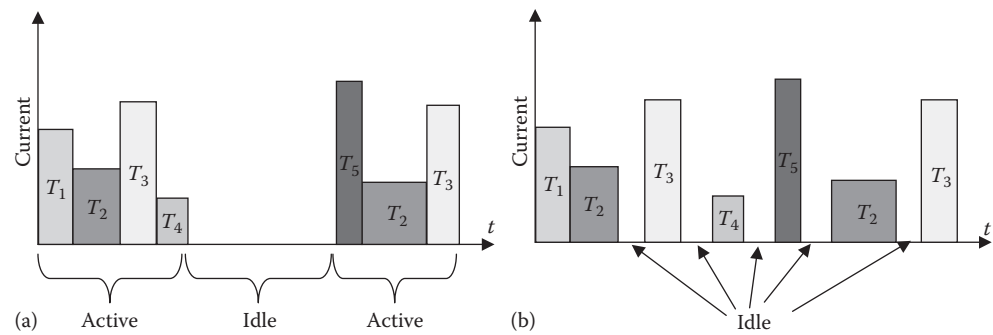 Current
T1
T2
T3
T4
T5
T2
T3
t
Active
Idle
Active
(a)
Current
T1
T2
T3
T4
T5
T2
T3
t
Idle
(b)